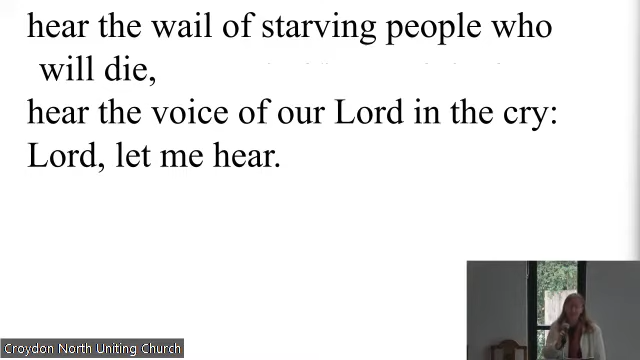 hear the wail of starving people who
will die,
hear the voice of our Lord in the cry:
Lord, let me hear.
Croydon North Uniting Church